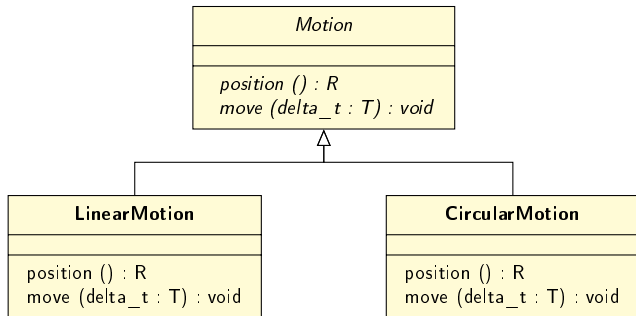 Motion
position () : R
move (delta_t : T) : void
LinearMotion
position () : R
move (delta_t : T) : void
CircularMotion
position () : R
move (delta_t : T) : void